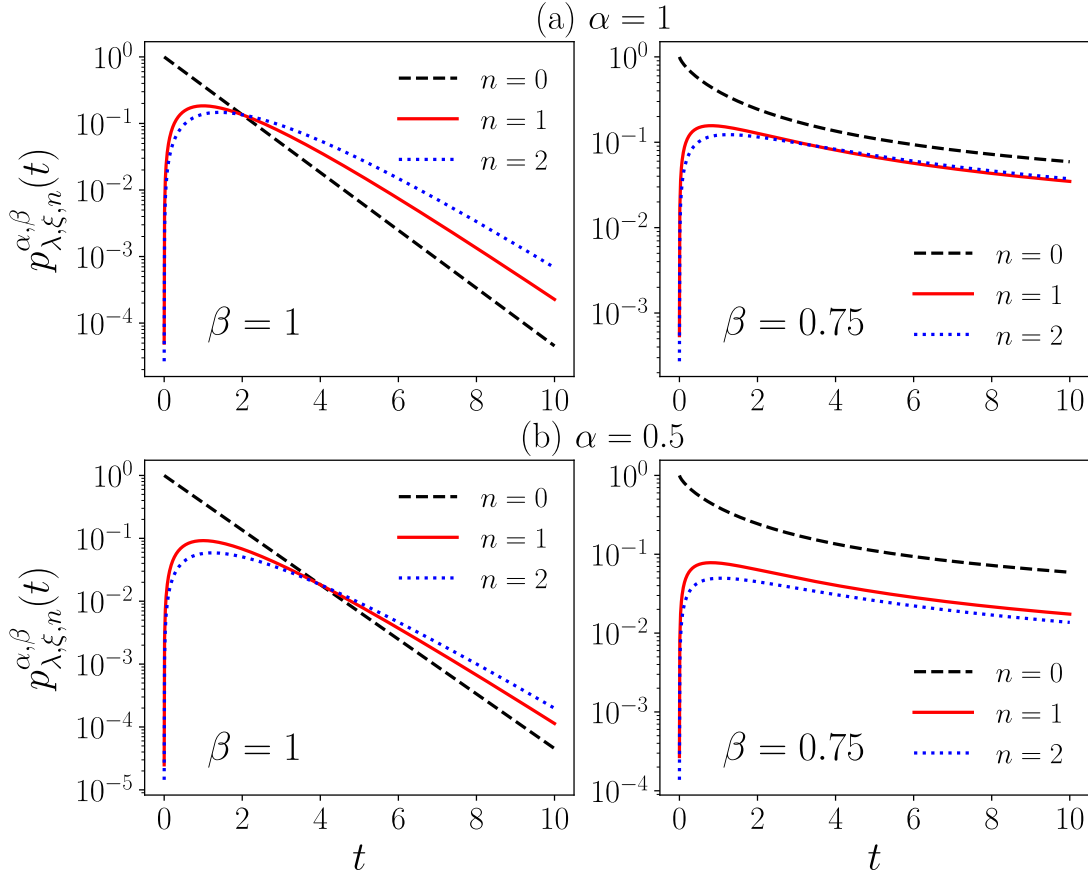 (a) α = 1
p^{α,β}_{λ,ξ,n}(t)
10^0
10^{-1}
10^{-2}
10^{-3}
10^{-4}
n = 0
n = 1
n = 2
β = 1
0 2 4 6 8 10
10^0
10^{-1}
10^{-2}
10^{-3}
n = 0
n = 1
n = 2
β = 0.75
0 2 4 6 8 10
(b) α = 0.5
p^{α,β}_{λ,ξ,n}(t)
10^0
10^{-1}
10^{-2}
10^{-3}
10^{-4}
10^{-5}
n = 0
n = 1
n = 2
β = 1
0 2 4 6 8 10
t
10^0
10^{-1}
10^{-2}
10^{-3}
10^{-4}
n = 0
n = 1
n = 2
β = 0.75
0 2 4 6 8 10
t